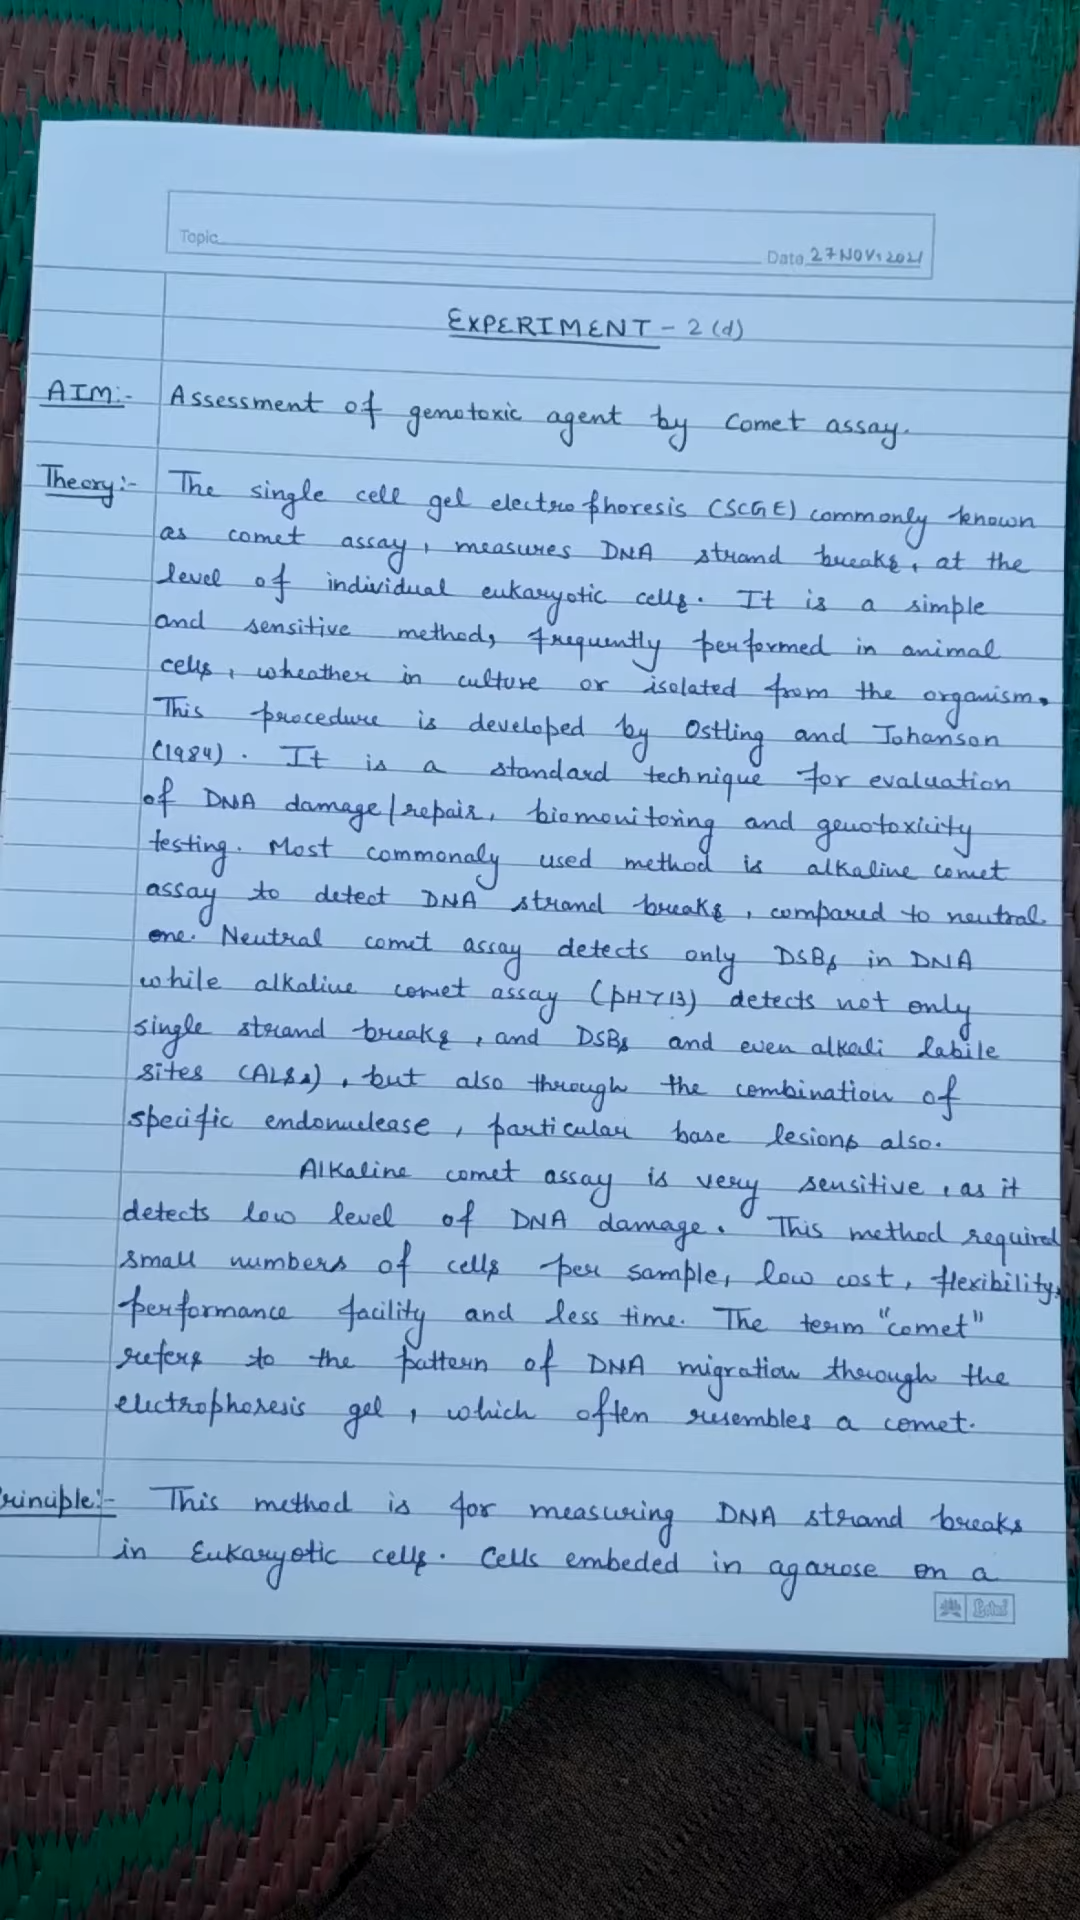 Topic
Date 27 NOV. 2021
EXPERIMENT - 2 (d)
AIM:- Assessment of genotoxic agent by Comet assay.
Theory:- The single cell gel electrophoresis (SCGE) commonly known
as comet assay, measures DNA strand breaks, at the
level of individual eukaryotic cells. It is a simple
and sensitive method, frequently performed in animal
cells, wheather in culture or isolated from the organism.
This procedure is developed by Ostling and Johanson
(1984). It is a standard technique for evaluation
of DNA damage/repair, biomonitoring and genotoxicity
testing. Most commonaly used method is alkaline comet
assay to detect DNA strand breaks, compared to neutral
one. Neutral comet assay detects only DSBs in DNA
while alkaline comet assay (pH>13) detects not only
single strand breaks, and DSBs and even alkali labile
sites (ALSs), but also through the combination of
specific endonuclease, particular base lesions also.
Alkaline comet assay is very sensitive, as it
detects low level of DNA damage. This method required
small numbers of cells per sample, low cost, flexibility,
performance facility and less time. The term "comet"
refers to the pattern of DNA migration through the
electrophoresis gel, which often resembles a comet.
rinciple:- This method is for measuring DNA strand breaks
in Eukaryotic cells. Cells embeded in agarose on a